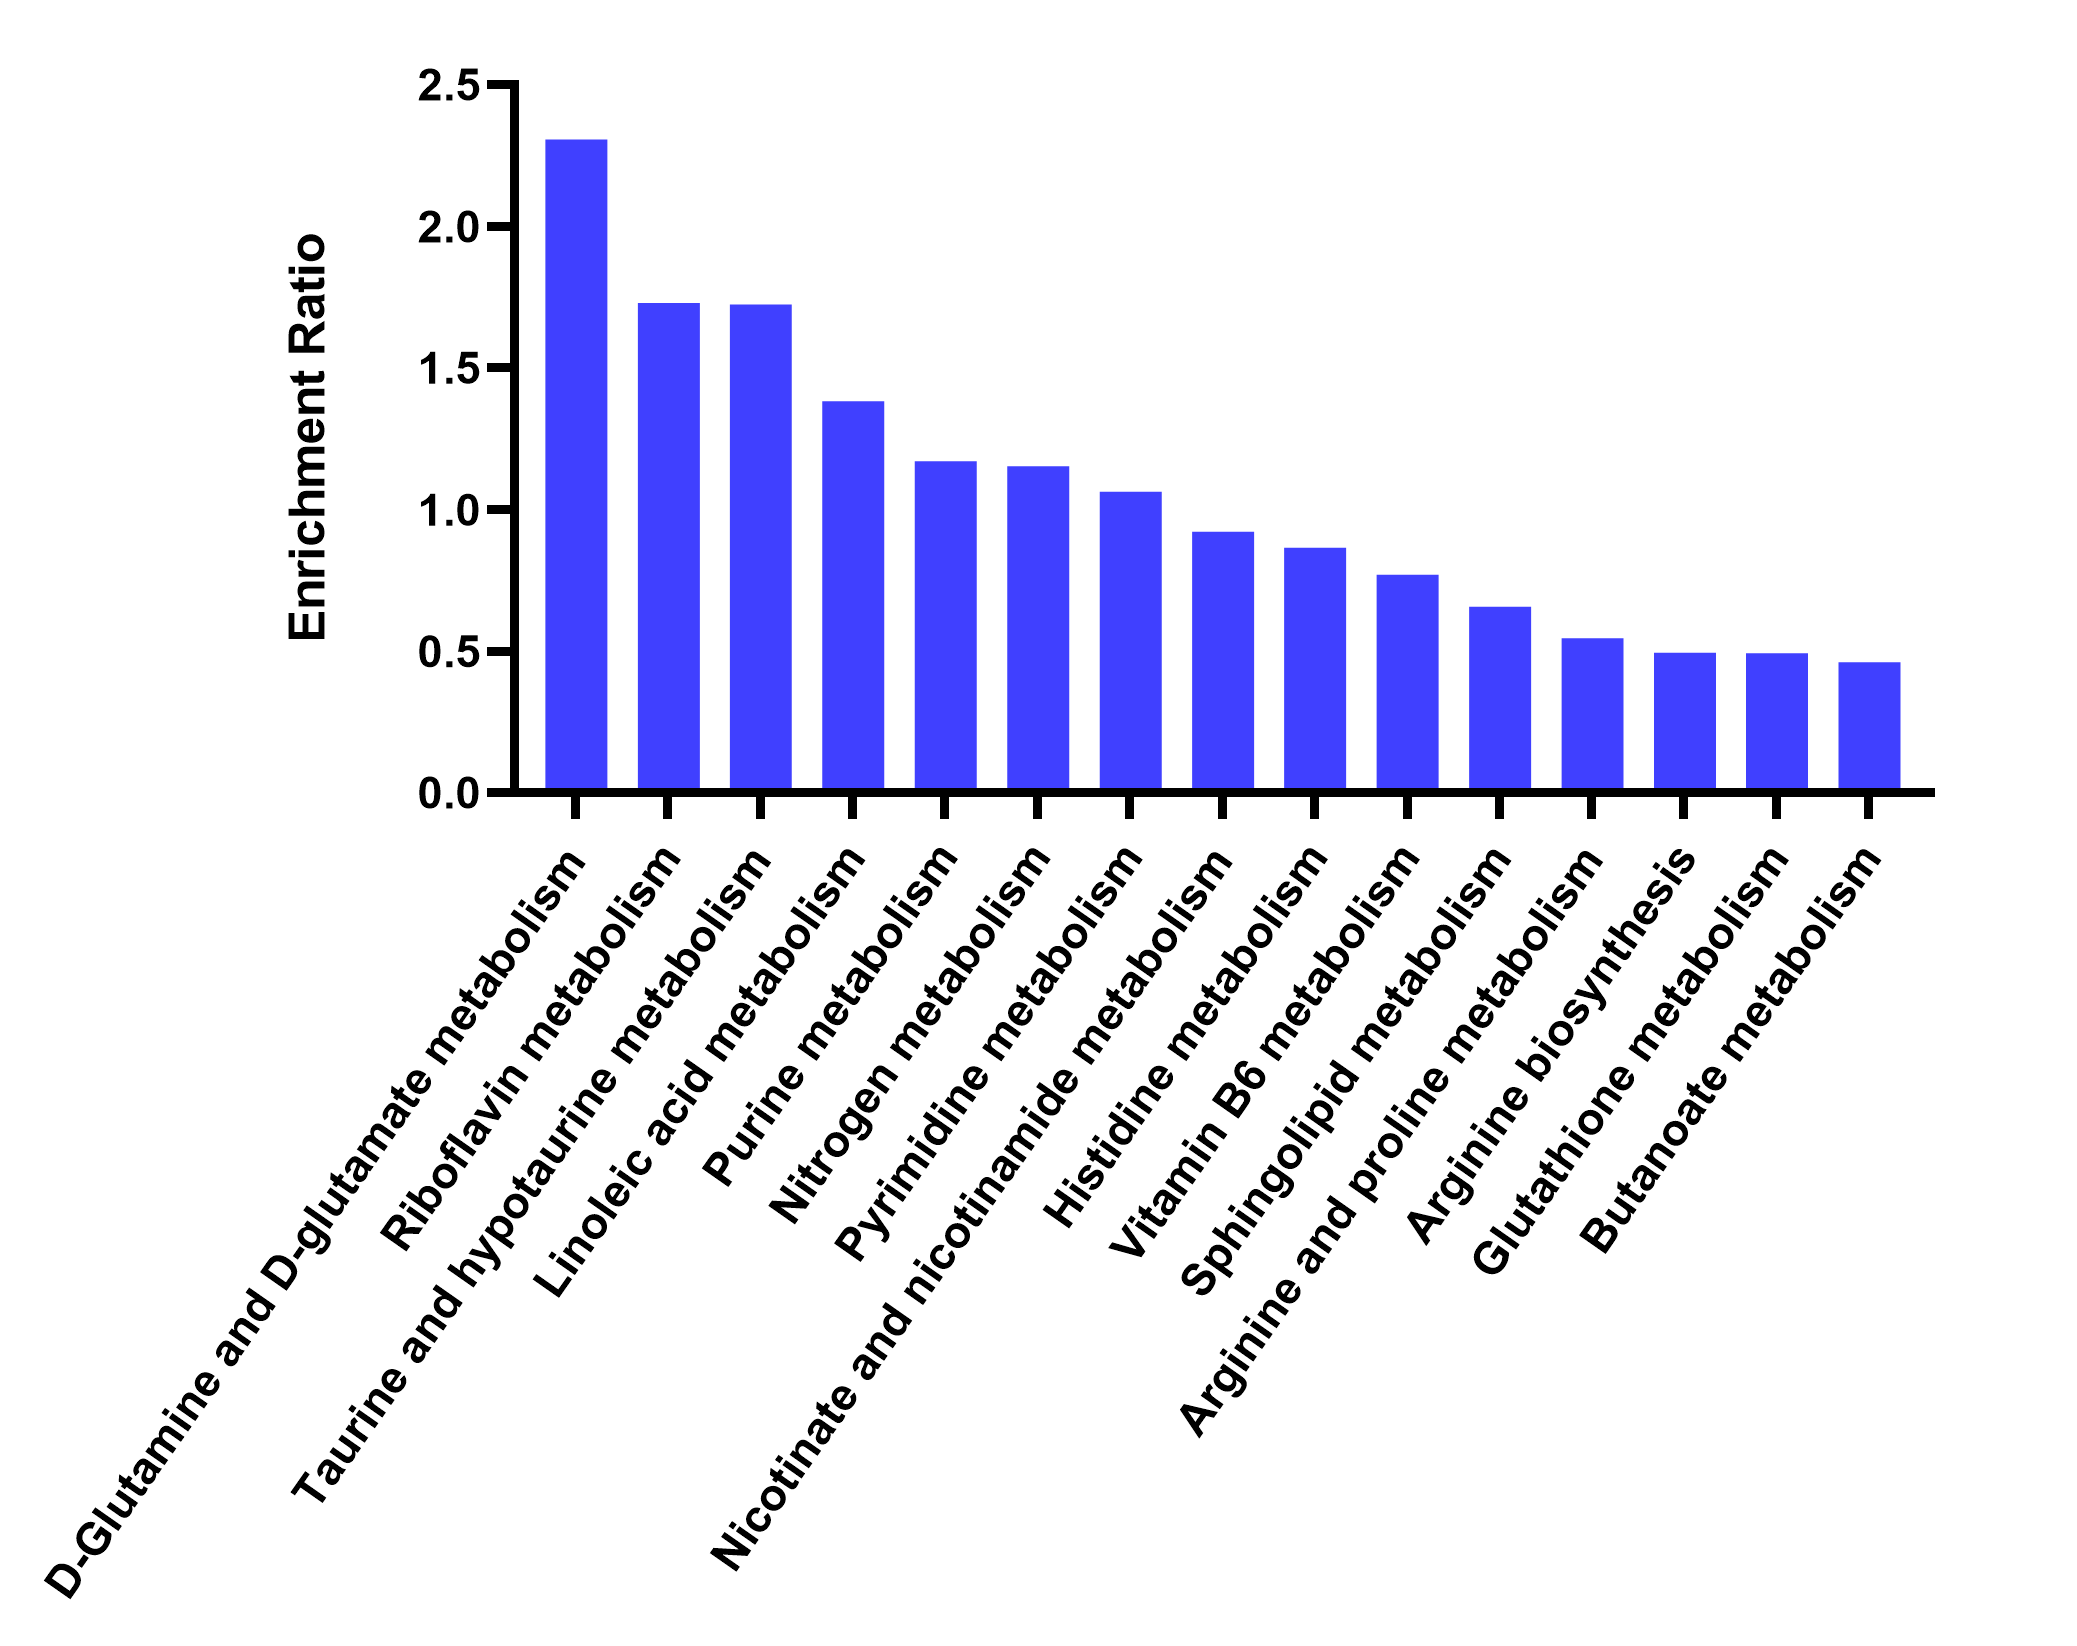 Enrichment Ratio
2.5
2.0
1.5
1.0
0.5
0.0
D-Glutamine and D-glutamate metabolism
Riboflavin metabolism
Taurine and hypotaurine metabolism
Linoleic acid metabolism
Purine metabolism
Nitrogen metabolism
Pyrimidine metabolism
Nicotinate and nicotinamide metabolism
Histidine metabolism
Vitamin B6 metabolism
Sphingolipid metabolism
Arginine and proline metabolism
Arginine biosynthesis
Glutathione metabolism
Butanoate metabolism